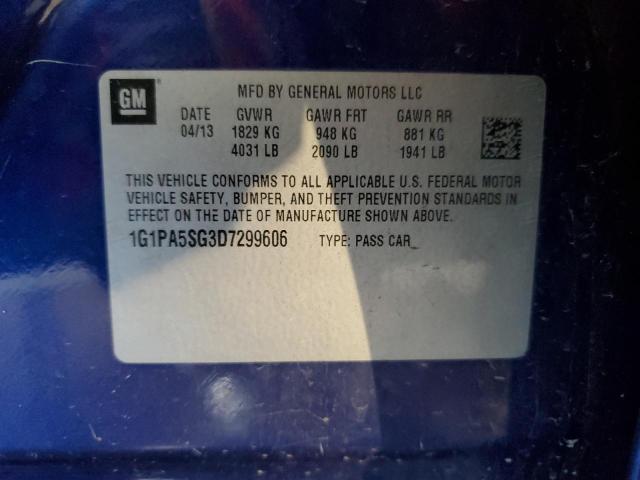 GM
MFD BY GENERAL MOTORS LLC
DATE GVWR GAWR FRT GAWR RR
04/13 1829 KG 948 KG 881 KG
4031 LB 2090 LB 1941 LB
THIS VEHICLE CONFORMS TO ALL APPLICABLE U.S. FEDERAL MOTOR
VEHICLE SAFETY, BUMPER, AND THEFT PREVENTION STANDARDS IN
EFFECT ON THE DATE OF MANUFACTURE SHOWN ABOVE.
1G1PA5SG3D7299606 TYPE: PASS CAR_